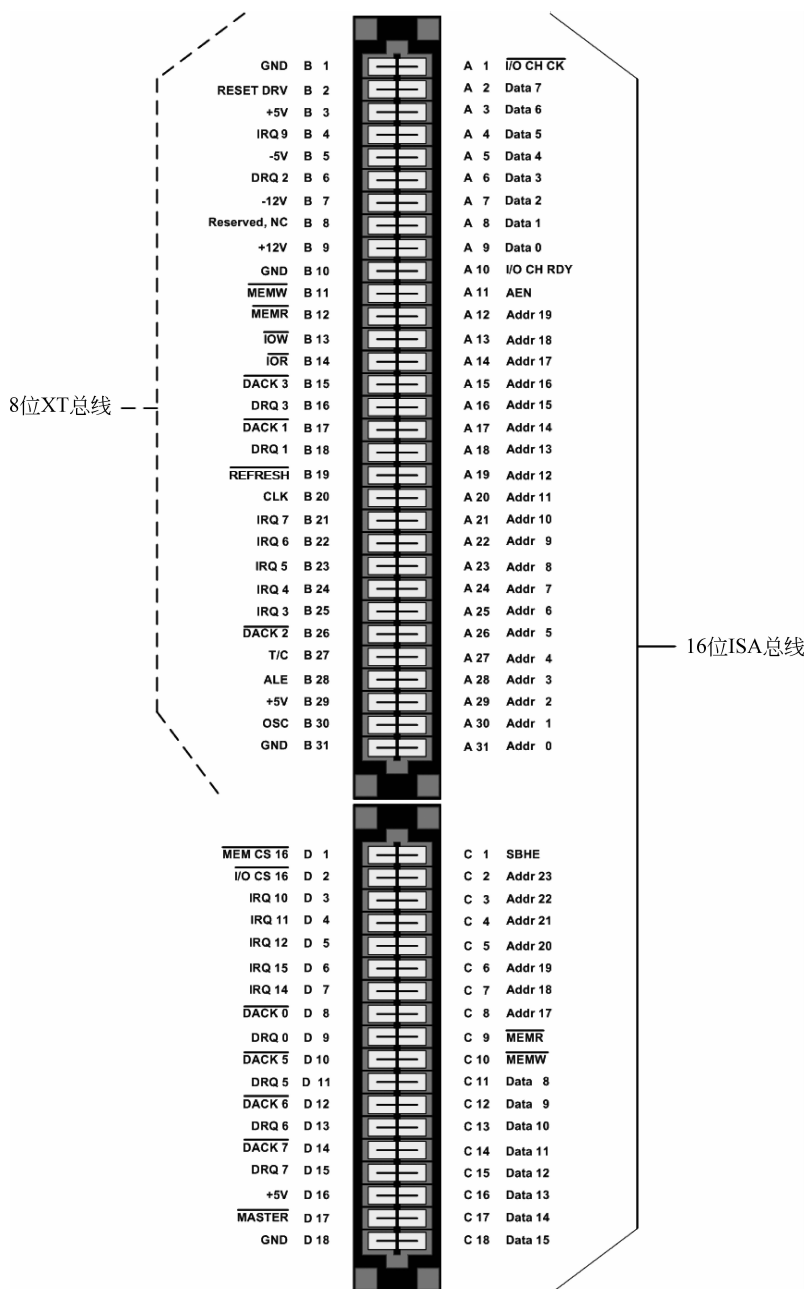 GND B 1 A 1 I/O CH CK
RESET DRV B 2 A 2 Data 7
+5V B 3 A 3 Data 6
IRQ 9 B 4 A 4 Data 5
-5V B 5 A 5 Data 4
DRQ 2 B 6 A 6 Data 3
-12V B 7 A 7 Data 2
Reserved, NC B 8 A 8 Data 1
+12V B 9 A 9 Data 0
GND B 10 A 10 I/O CH RDY
MEMW B 11 A 11 AEN
MEMR B 12 A 12 Addr 19
IOW B 13 A 13 Addr 18
IOR B 14 A 14 Addr 17
DACK 3 B 15 A 15 Addr 16
8位XT总线 DRQ 3 B 16 A 16 Addr 15
DACK 1 B 17 A 17 Addr 14
DRQ 1 B 18 A 18 Addr 13
REFRESH B 19 A 19 Addr 12
CLK B 20 A 20 Addr 11
IRQ 7 B 21 A 21 Addr 10
IRQ 6 B 22 A 22 Addr 9
IRQ 5 B 23 A 23 Addr 8
IRQ 4 B 24 A 24 Addr 7
IRQ 3 B 25 A 25 Addr 6
DACK 2 B 26 A 26 Addr 5
16位ISA总线
T/C B 27 A 27 Addr 4
ALE B 28 A 28 Addr 3
+5V B 29 A 29 Addr 2
OSC B 30 A 30 Addr 1
GND B 31 A 31 Addr 0
MEM CS 16 D 1 C 1 SBHE
I/O CS 16 D 2 C 2 Addr 23
IRQ 10 D 3 C 3 Addr 22
IRQ 11 D 4 C 4 Addr 21
IRQ 12 D 5 C 5 Addr 20
IRQ 15 D 6 C 6 Addr 19
IRQ 14 D 7 C 7 Addr 18
DACK 0 D 8 C 8 Addr 17
DRQ 0 D 9 C 9 MEMR
DACK 5 D 10 C 10 MEMW
DRQ 5 D 11 C 11 Data 8
DACK 6 D 12 C 12 Data 9
DRQ 6 D 13 C 13 Data 10
DACK 7 D 14 C 14 Data 11
DRQ 7 D 15 C 15 Data 12
+5V D 16 C 16 Data 13
MASTER D 17 C 17 Data 14
GND D 18 C 18 Data 15